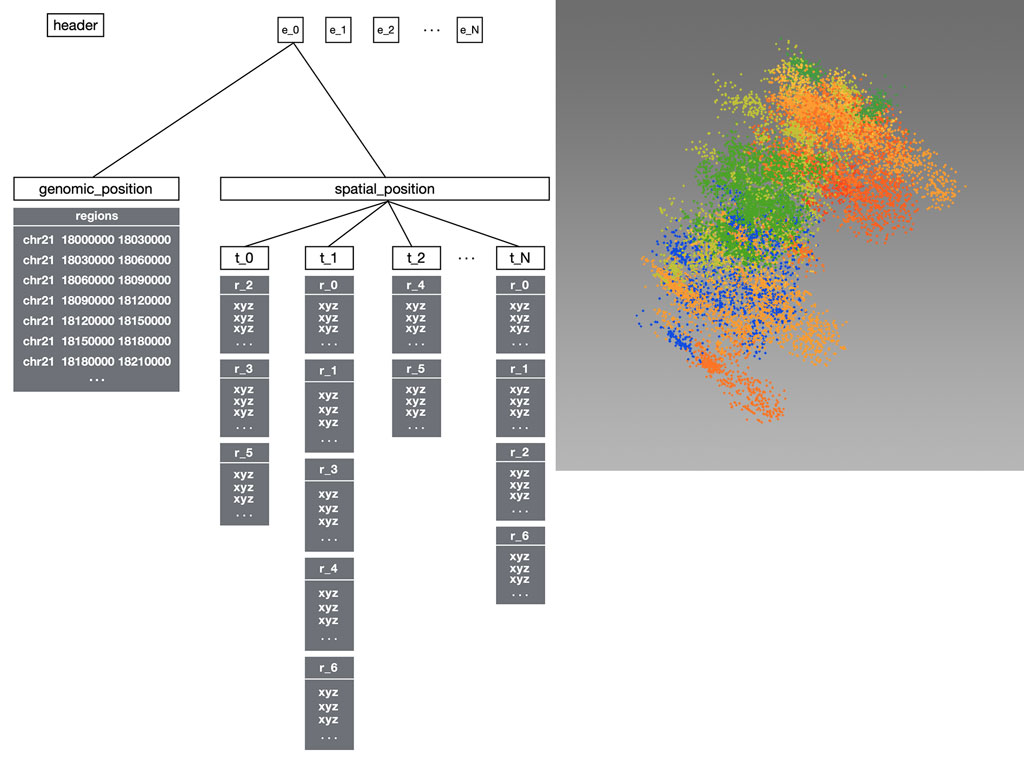 header
e_0 e_1 e_2 ... e_N
genomic_position
regions
chr21 18000000 18030000
chr21 18030000 18060000
chr21 18060000 18090000
chr21 18090000 18120000
chr21 18120000 18150000
chr21 18150000 18180000
chr21 18180000 18210000
...
spatial_position
t_0 t_1 t_2 ... t_N
r_2
xyz
xyz
xyz
...
r_3
xyz
xyz
xyz
...
r_5
xyz
xyz
xyz
...
r_0
xyz
xyz
xyz
...
r_1
xyz
xyz
xyz
...
r_3
xyz
xyz
xyz
...
r_4
xyz
xyz
xyz
...
r_6
xyz
xyz
xyz
...
r_4
xyz
xyz
xyz
...
r_5
xyz
xyz
xyz
...
r_0
xyz
xyz
xyz
...
r_1
xyz
xyz
xyz
...
r_2
xyz
xyz
xyz
...
r_6
xyz
xyz
xyz
...